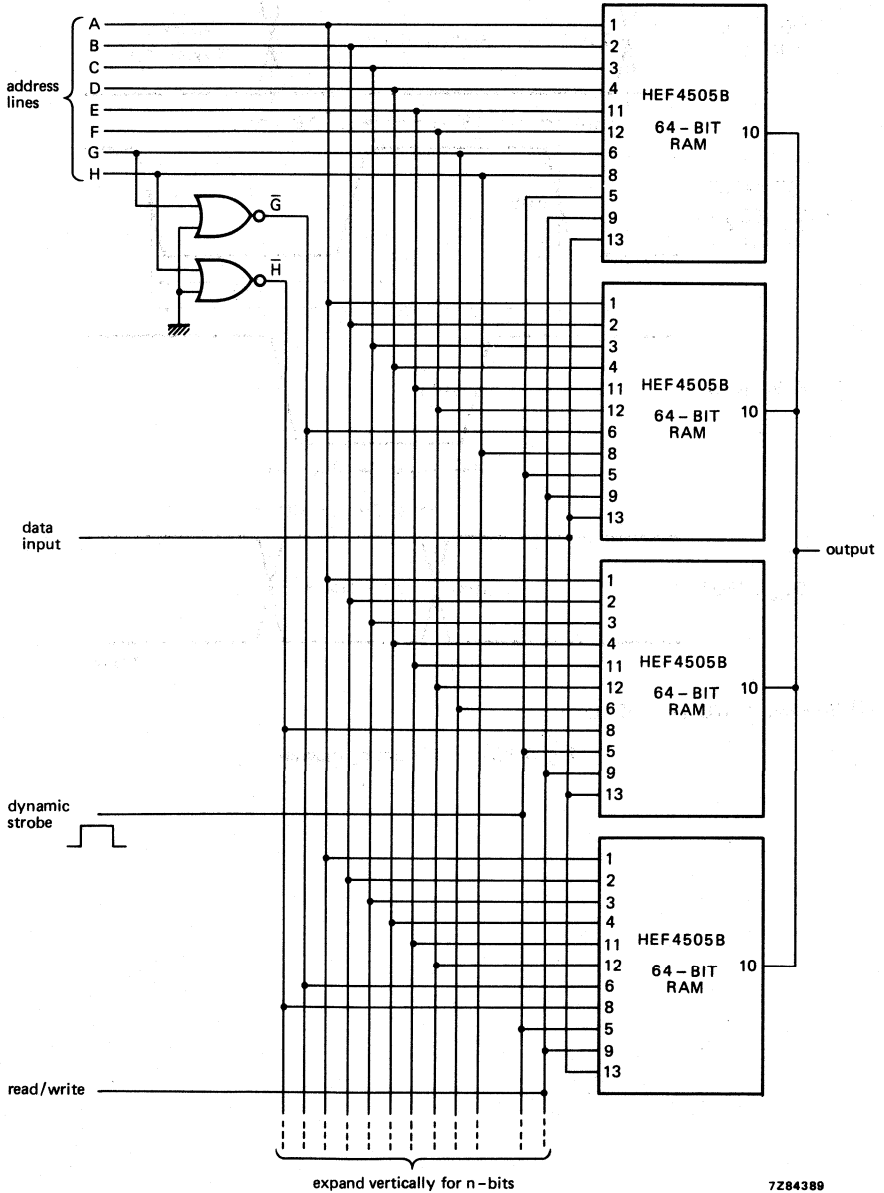 A
B
C
D
E
F
G
H
address
lines
G̅
H̅
1
2
3
4
11
12
6
8
5
9
13
HEF4505B
64-BIT
RAM
10
1
2
3
4
11
12
6
8
5
9
13
HEF4505B
64-BIT
RAM
10
data
input
output
1
2
3
4
11
12
6
8
5
9
13
HEF4505B
64-BIT
RAM
10
dynamic
strobe
1
2
3
4
11
12
6
8
5
9
13
HEF4505B
64-BIT
RAM
10
read/write
expand vertically for n-bits
7Z84389